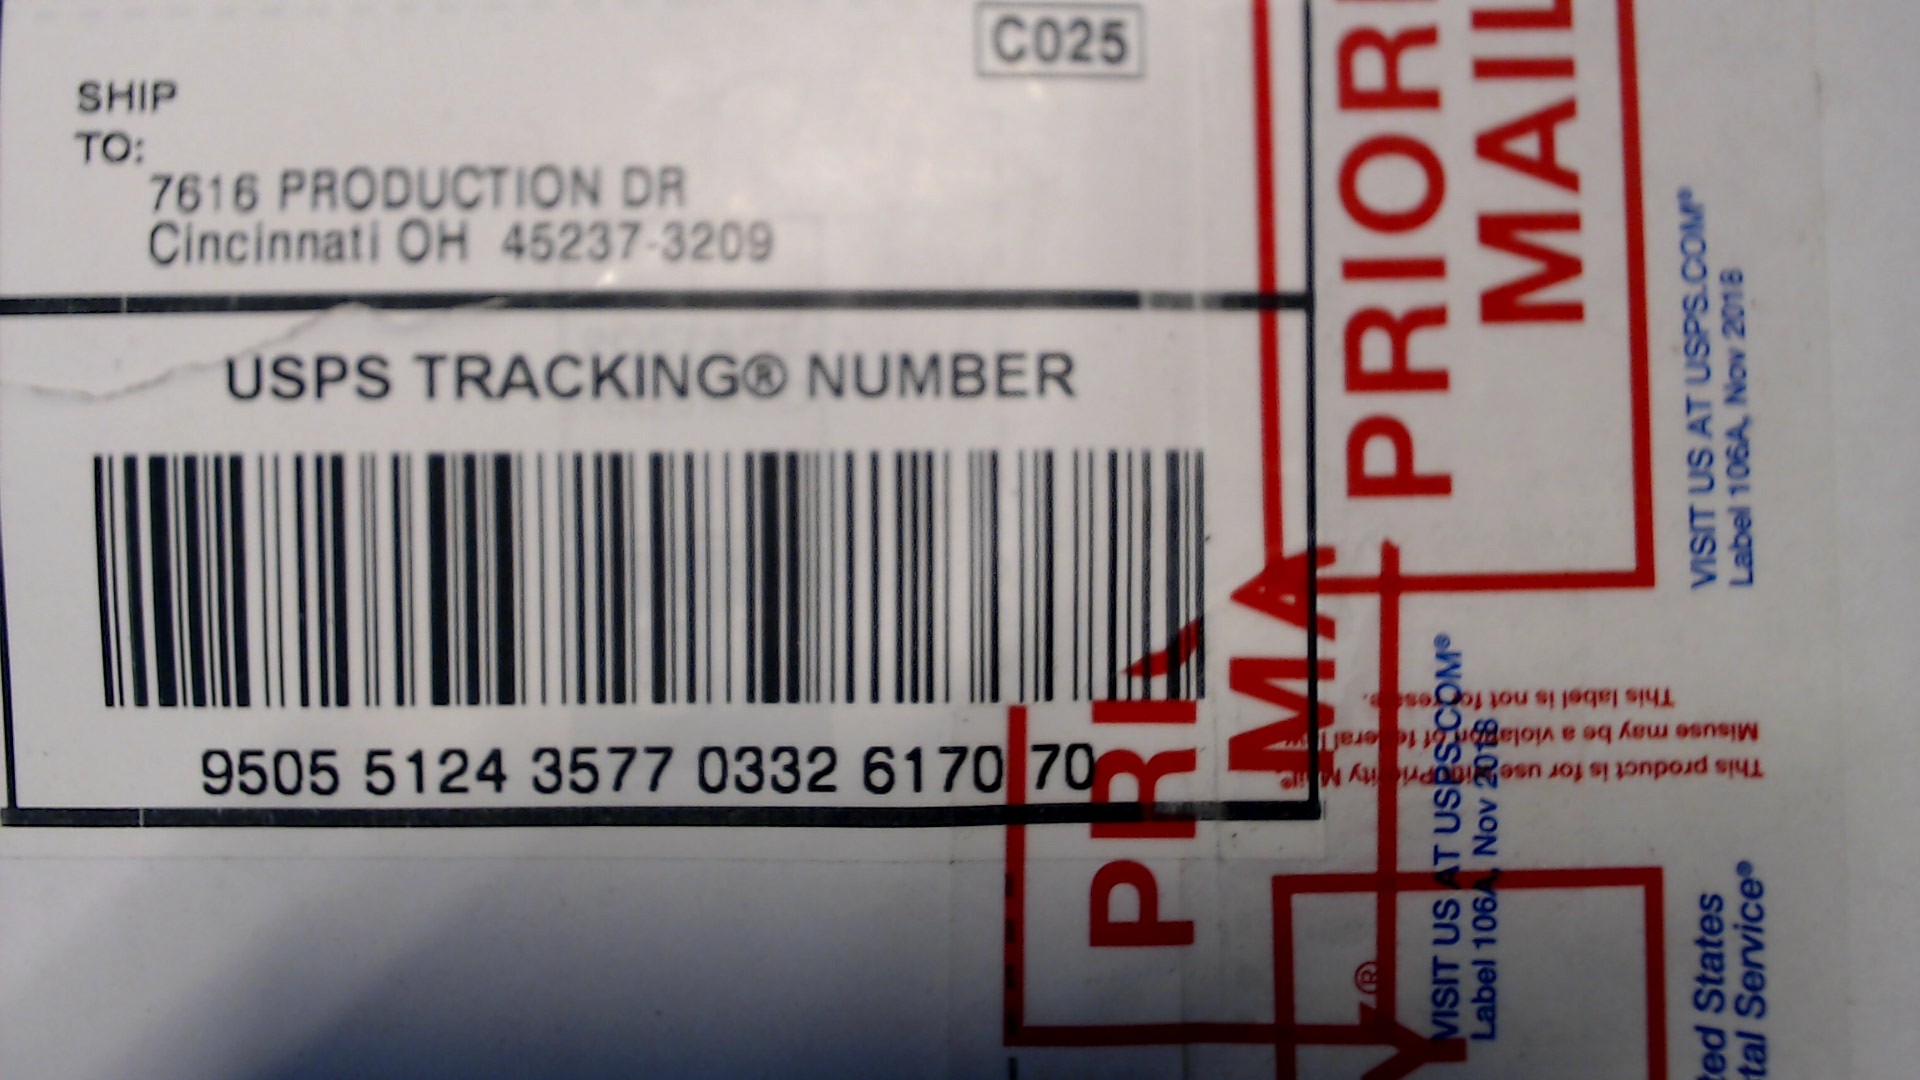 C025
SHIP
TO:
7616 PRODUCTION DR
Cincinnati OH 45237-3209
USPS TRACKING® NUMBER
9505 5124 3577 0332 6170 70
PRIORI
MAIL
VISIT US AT USPS.COM®
Label 106A, Nov 2018
PRI
MA
VISIT US AT USPS.COM®
Label 106A, Nov 2018
This product is for use with Priority Mail®
Misuse may be a violation of federal law.
This label is not for resale.
Y®
ted States
tal Service®